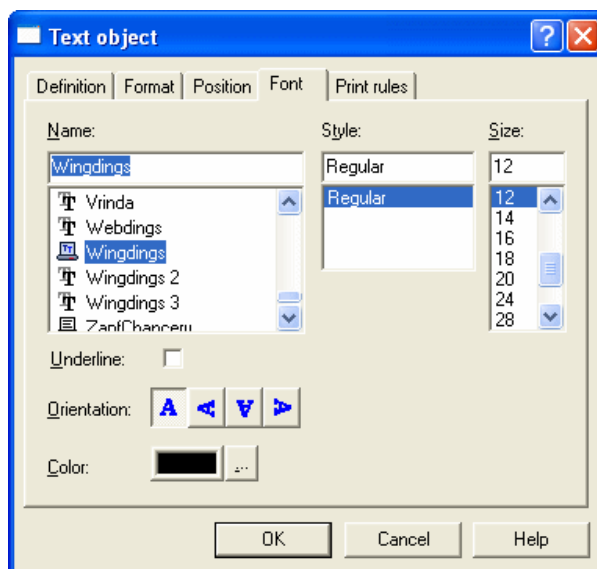 Text object
Definition Format Position Font Print rules
Name: Style: Size:
Wingdings Regular 12
Vrinda Regular 12
Webdings 14
Wingdings 16
Wingdings 2 18
Wingdings 3 20
ZapfChancery 24
28
Underline:
Orientation: A A A A
Color: ...
OK Cancel Help